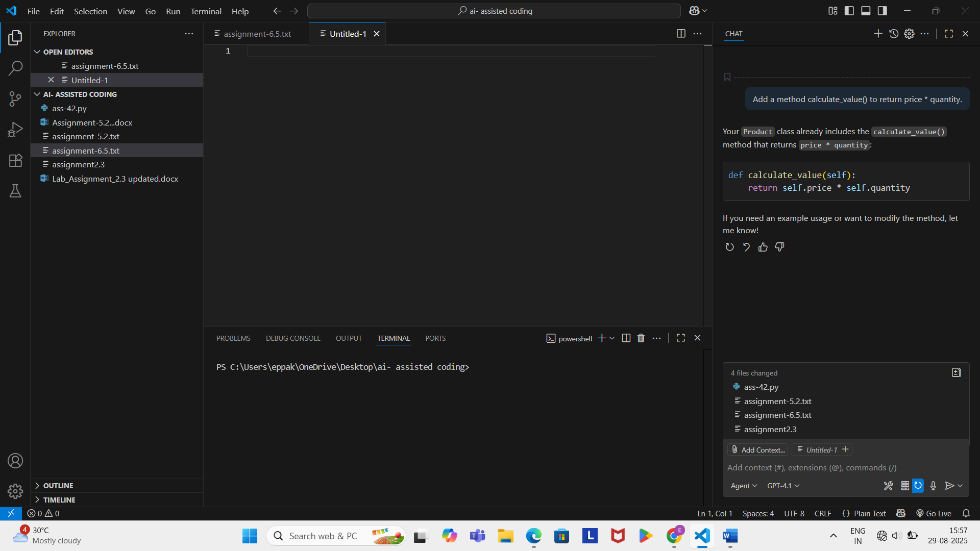 File Edit Selection View Go Run Terminal Help
ai- assisted coding
EXPLORER
OPEN EDITORS
assignment-6.5.txt
Untitled-1
AI- ASSISTED CODING
ass-42.py
Assignment-5.2...docx
assignment-5.2.txt
assignment-6.5.txt
assignment2.3
Lab_Assignment_2.3 updated.docx
OUTLINE
TIMELINE
assignment-6.5.txt Untitled-1
1
PROBLEMS DEBUG CONSOLE OUTPUT TERMINAL PORTS
powershell
PS C:\Users\eppak\OneDrive\Desktop\ai- assisted coding>
CHAT
Add a method calculate_value() to return price * quantity.
Your Product class already includes the calculate_value()
method that returns price * quantity:
def calculate_value(self):
return self.price * self.quantity
If you need an example usage or want to modify the method, let
me know!
4 files changed
ass-42.py
assignment-5.2.txt
assignment-6.5.txt
assignment2.3
Add Context... Untitled-1
Add context (#), extensions (@), commands (/)
Agent GPT-4.1
0 0
Ln 1, Col 1 Spaces: 4 UTF-8 CRLF {} Plain Text Go Live
4
30°C
Mostly cloudy
Search web & PC
L
ENG
IN
15:57
29-08-2025